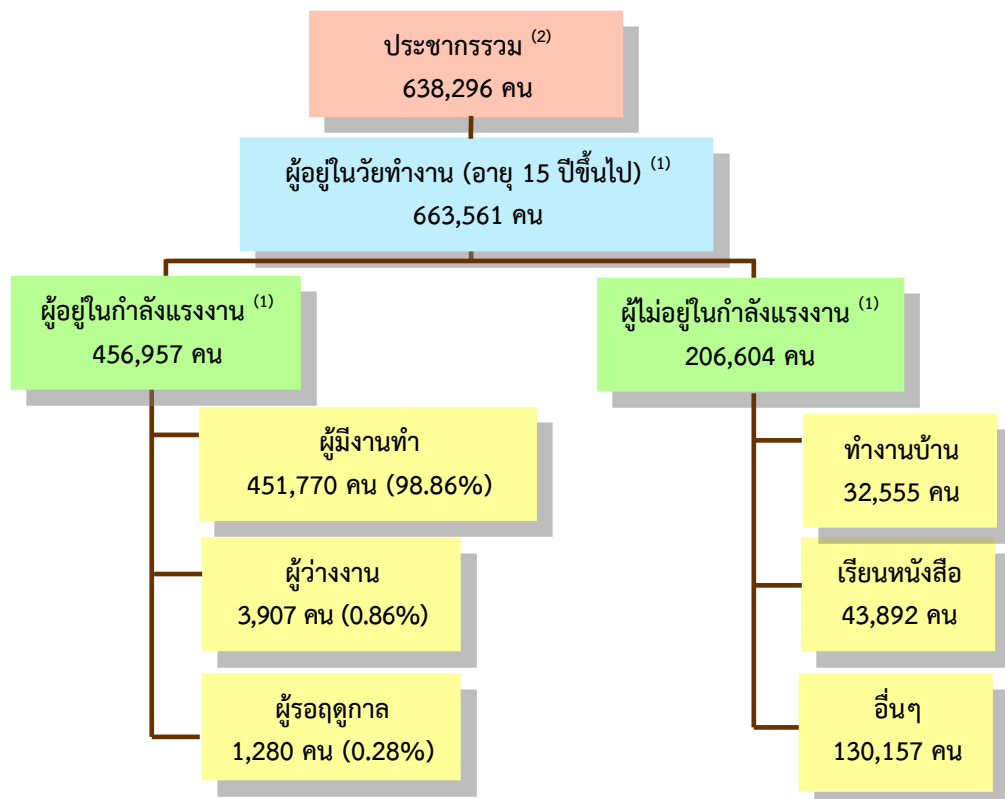 ประชากรรวม (2)
638,296 คน
ผู้อยู่ในวัยทำงาน (อายุ 15 ปีขึ้นไป) (1)
663,561 คน
ผู้อยู่ในกำลังแรงงาน (1)
456,957 คน
ผู้ไม่อยู่ในกำลังแรงงาน (1)
206,604 คน
ผู้มีงานทำ
451,770 คน (98.86%)
ผู้ว่างงาน
3,907 คน (0.86%)
ผู้รอฤดูกาล
1,280 คน (0.28%)
ทำงานบ้าน
32,555 คน
เรียนหนังสือ
43,892 คน
อื่นๆ
130,157 คน